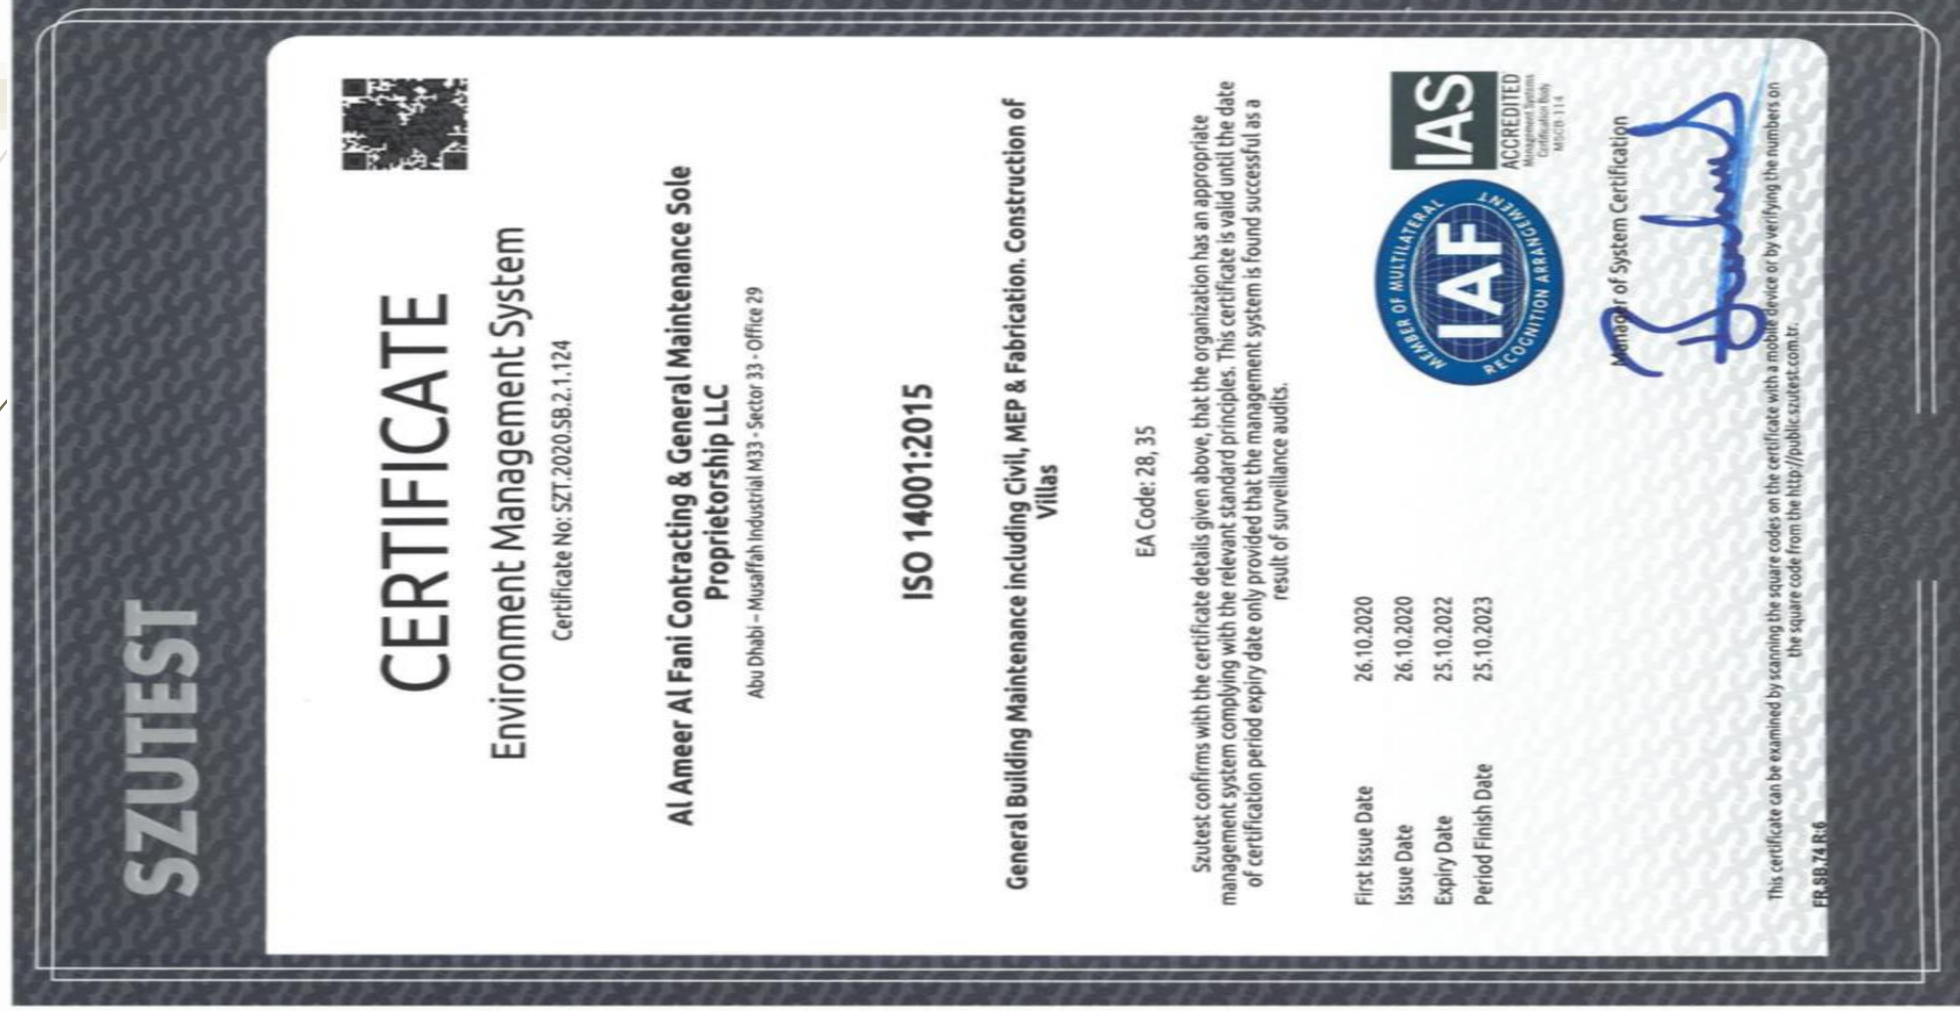 SZUTEST
CERTIFICATE
Environment Management System
Certificate No: SZT.2020.SB.2.1.124
Al Ameer Al Fani Contracting & General Maintenance Sole
Proprietorship LLC
Abu Dhabi – Musaffah Industrial M33 - Sector 33 - Office 29
ISO 14001:2015
General Building Maintenance including Civil, MEP & Fabrication. Construction of
Villas
EA Code: 28, 35
Szutest confirms with the certificate details given above, that the organization has an appropriate
management system complying with the relevant standard principles. This certificate is valid until the date
of certification period expiry date only provided that the management system is found successful as a
result of surveillance audits.
First Issue Date 26.10.2020
Issue Date 26.10.2020
Expiry Date 25.10.2022
Period Finish Date 25.10.2023
MEMBER OF MULTILATERAL
IAF
RECOGNITION ARRANGEMENT
IAS
ACCREDITED
Management Systems
Certification Body
MSCB-114
Manager of System Certification
This certificate can be examined by scanning the square codes on the certificate with a mobile device or by verifying the numbers on
the square code from the http://public.szutest.com.tr.
FR.SB.74 R:6